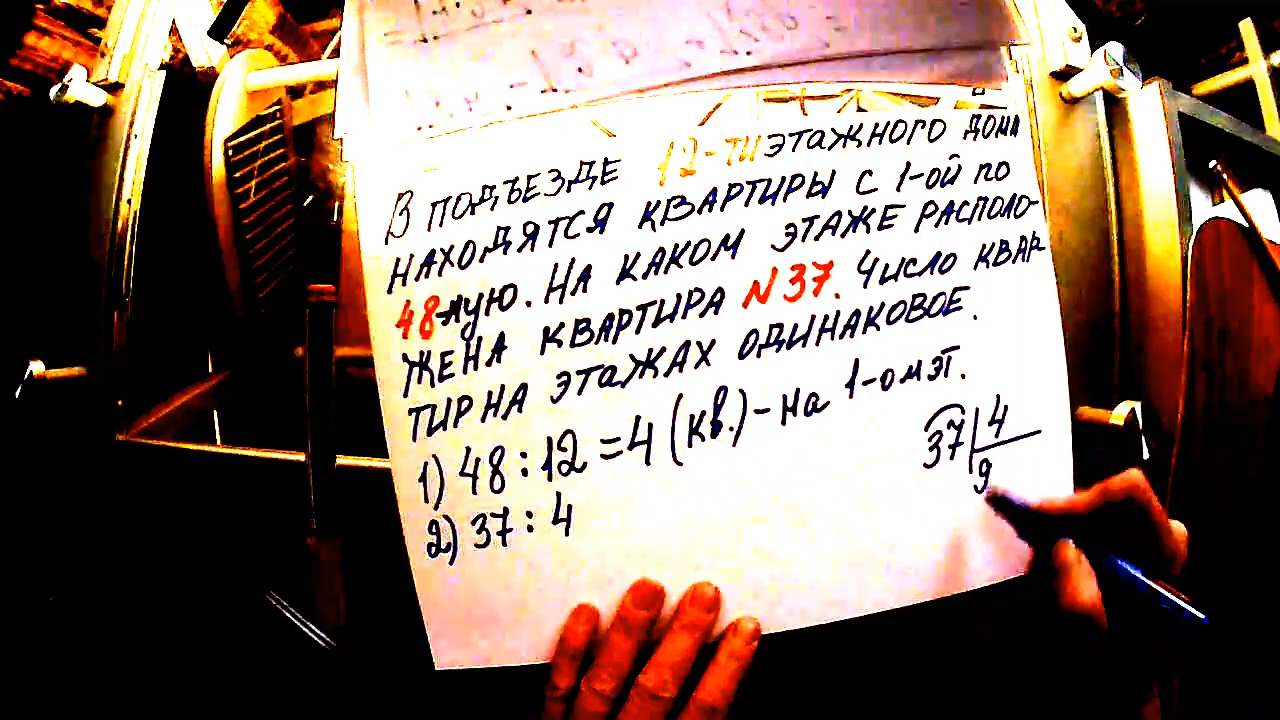 В ПОДЪЕЗДЕ 12-ТИ ЭТАЖНОГО ДОМА
НАХОДЯТСЯ КВАРТИРЫ С 1-ОЙ ПО
48-МУЮ. НА КАКОМ ЭТАЖЕ РАСПОЛО-
ЖЕНА КВАРТИРА N 37. ЧИСЛО КВАР-
ТИР НА ЭТАЖАХ ОДИНАКОВОЕ.
1) 48 : 12 = 4 (кв.) - на 1-ом эт.
2) 37 : 4
37 4
9